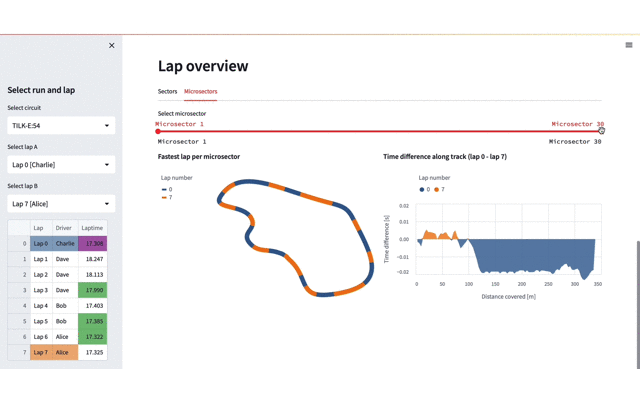 ×
Select run and lap
Select circuit
TILK-E:54
Select lap A
Lap 0 [Charlie]
Select lap B
Lap 7 [Alice]
Lap Driver Laptime
0 Lap 0 Charlie 17.308
1 Lap 1 Dave 18.247
2 Lap 2 Dave 18.113
3 Lap 3 Dave 17.990
4 Lap 4 Bob 17.403
5 Lap 5 Bob 17.385
6 Lap 6 Alice 17.322
7 Lap 7 Alice 17.325
Lap overview
Sectors Microsectors
Select microsector
Microsector 1 Microsector 30
Microsector 1 Microsector 30
Fastest lap per microsector
Lap number
0
7
Time difference along track (lap 0 - lap 7)
Lap number
0 7
Time difference [s]
0.02
0.01
0.00
−0.01
−0.02
0 50 100 150 200 250 300 350
Distance covered [m]